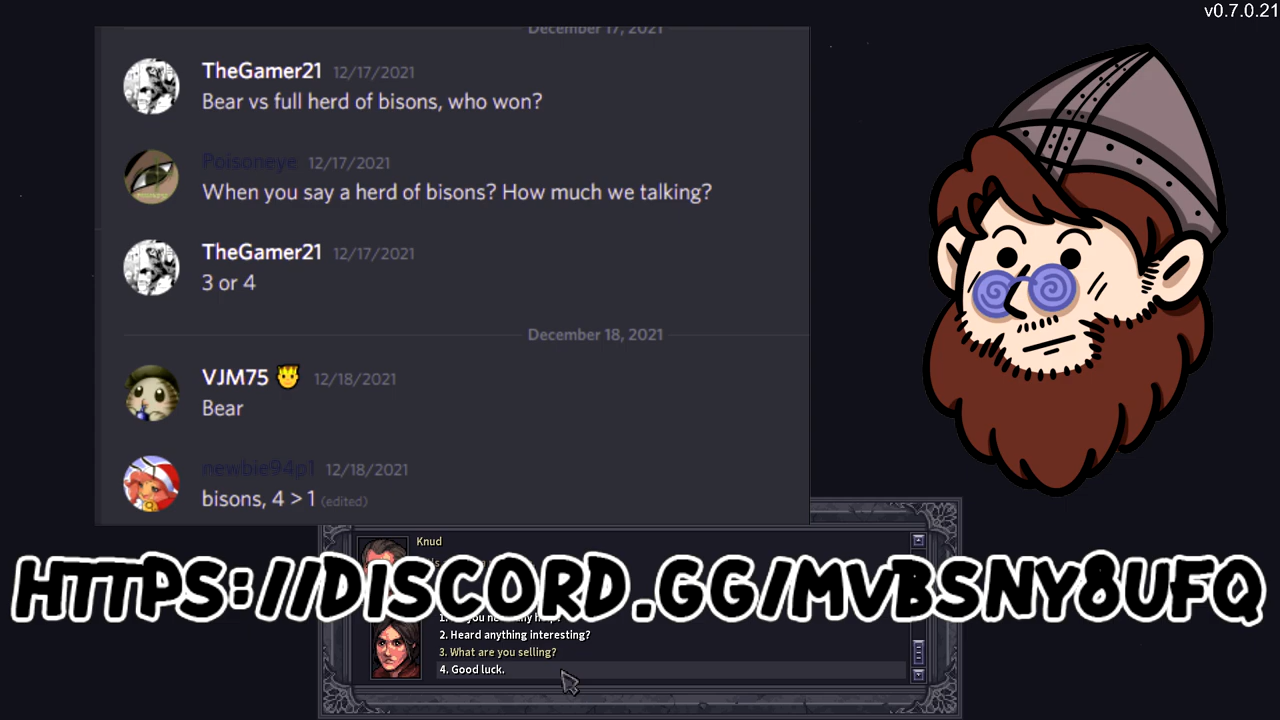 v0.7.0.21
December 17, 2021
TheGamer21 12/17/2021
Bear vs full herd of bisons, who won?
Poisoneye 12/17/2021
When you say a herd of bisons? How much we talking?
TheGamer21 12/17/2021
3 or 4
December 18, 2021
VJM75 12/18/2021
Bear
newbie94p1 12/18/2021
bisons, 4 > 1 (edited)
Knud
HTTPS://DISCORD.GG/MVBSNY8UFQ
2. Heard anything interesting?
3. What are you selling?
4. Good luck.